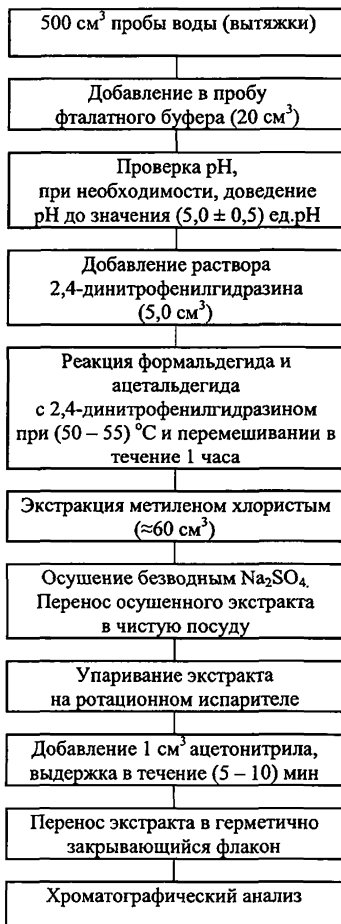 500 см³ пробы воды (вытяжки)
Добавление в пробу
фталатного буфера (20 см³)
Проверка pH,
при необходимости, доведение
pH до значения (5,0 ± 0,5) ед.pH
Добавление раствора
2,4-динитрофенилгидразина
(5,0 см³)
Реакция формальдегида и
ацетальдегида
с 2,4-динитрофенилгидразином
при (50 – 55) °С и перемешивании в
течение 1 часа
Экстракция метиленом хлористым
(≈60 см³)
Осушение безводным Na₂SO₄.
Перенос осушенного экстракта
в чистую посуду
Упаривание экстракта
на ротационном испарителе
Добавление 1 см³ ацетонитрила,
выдержка в течение (5 – 10) мин
Перенос экстракта в герметично
закрывающийся флакон
Хроматографический анализ